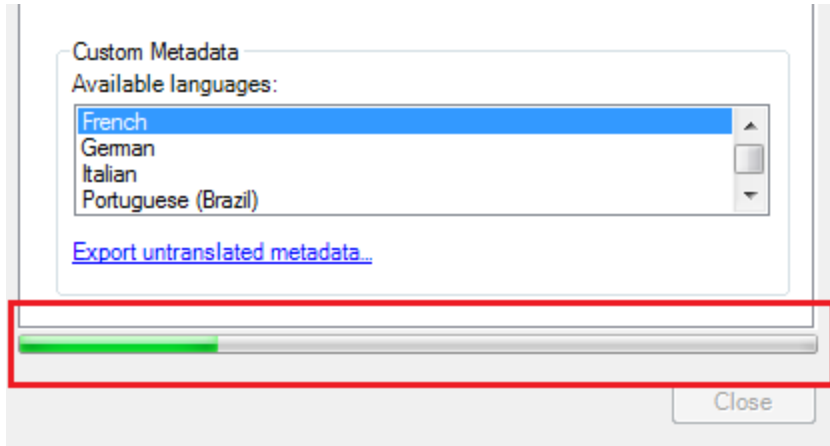 Custom Metadata
Available languages:
French
German
Italian
Portuguese (Brazil)
Export untranslated metadata...
Close